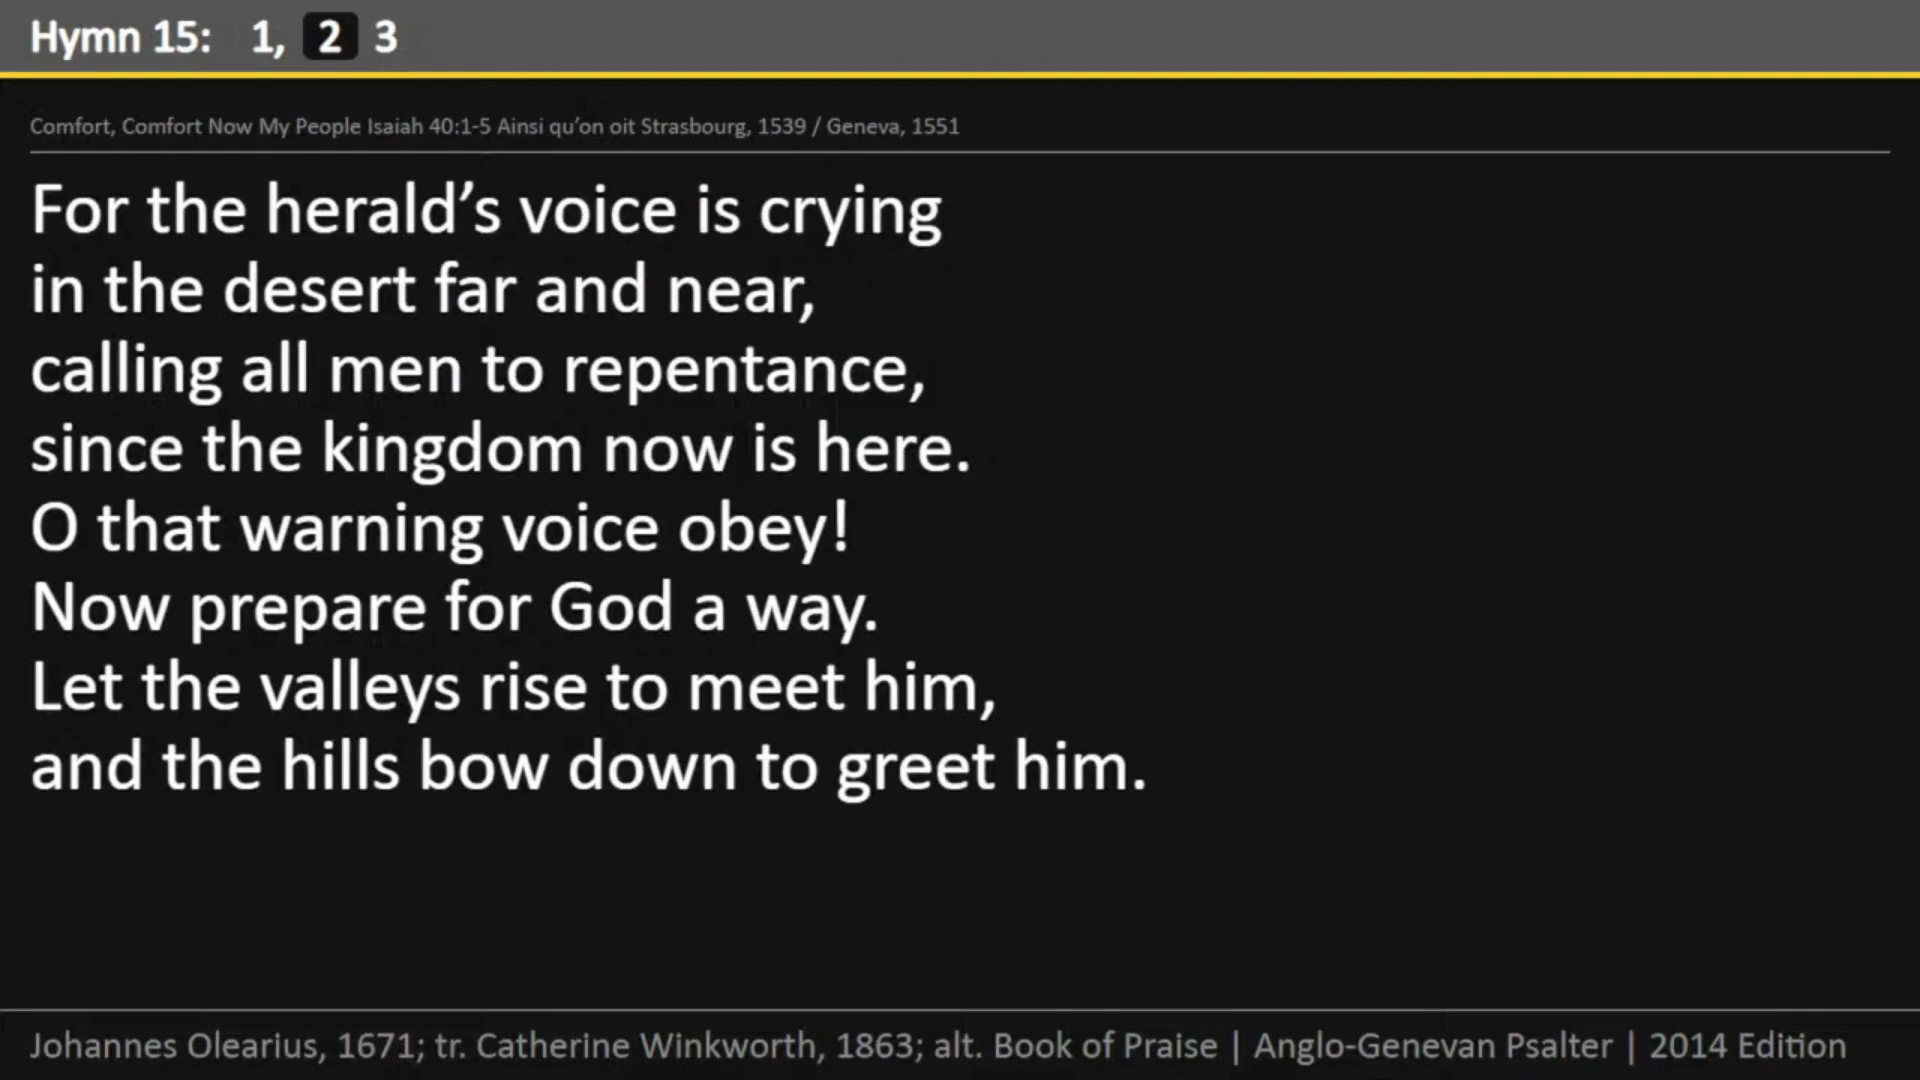 Hymn 15: 1, 2 3
Comfort, Comfort Now My People Isaiah 40:1-5 Ainsi qu’on oit Strasbourg, 1539 / Geneva, 1551
For the herald’s voice is crying
in the desert far and near,
calling all men to repentance,
since the kingdom now is here.
O that warning voice obey!
Now prepare for God a way.
Let the valleys rise to meet him,
and the hills bow down to greet him.
Johannes Olearius, 1671; tr. Catherine Winkworth, 1863; alt. Book of Praise | Anglo-Genevan Psalter | 2014 Edition